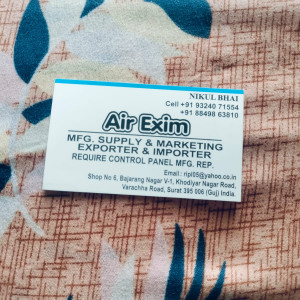 NIKUL BHAI
Cell +91 93240 71554
+91 88498 63810
Air Exim
MFG. SUPPLY & MARKETING
EXPORTER & IMPORTER
REQUIRE CONTROL PANEL MFG. REP.
Email : ripl05@yahoo.co.in
Shop No 6, Bajarang Nagar V-1, Khodiyar Nagar Road,
Varachha Road, Surat 395 006 (Guj) India.